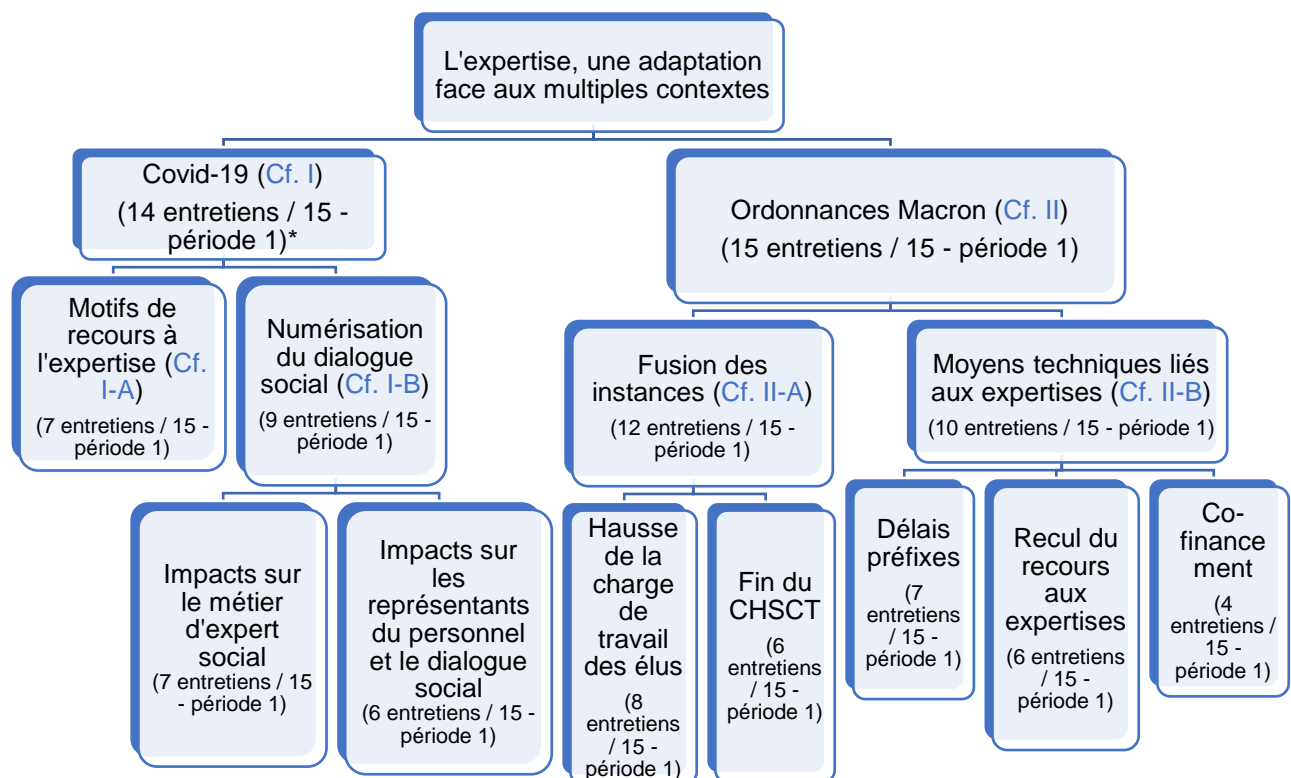 L'expertise, une adaptation
face aux multiples contextes
Covid-19 (Cf. I)
(14 entretiens / 15 -
période 1)*
Ordonnances Macron (Cf. II)
(15 entretiens / 15 - période 1)
Motifs de
recours à
l'expertise (Cf.
I-A)
(7 entretiens / 15 -
période 1)
Numérisation
du dialogue
social (Cf. I-B)
(9 entretiens / 15 -
période 1)
Fusion des
instances (Cf. II-A)
(12 entretiens / 15 -
période 1)
Moyens techniques liés
aux expertises (Cf. II-B)
(10 entretiens / 15 - période 1)
Impacts sur
le métier
d'expert
social
(7 entretiens / 15
- période 1)
Impacts sur
les
représentants
du personnel
et le dialogue
social
(6 entretiens / 15 -
période 1)
Hausse
de la
charge
de
travail
des élus
(8
entretiens
/ 15 -
période 1)
Fin du
CHSCT
(6
entretiens
/ 15 -
période 1)
Délais
préfixes
(7
entretiens
/ 15 -
période 1)
Recul du
recours
aux
expertises
(6 entretiens
/ 15 -
période 1)
Co-
finance
ment
(4
entretiens /
15 -
période 1)